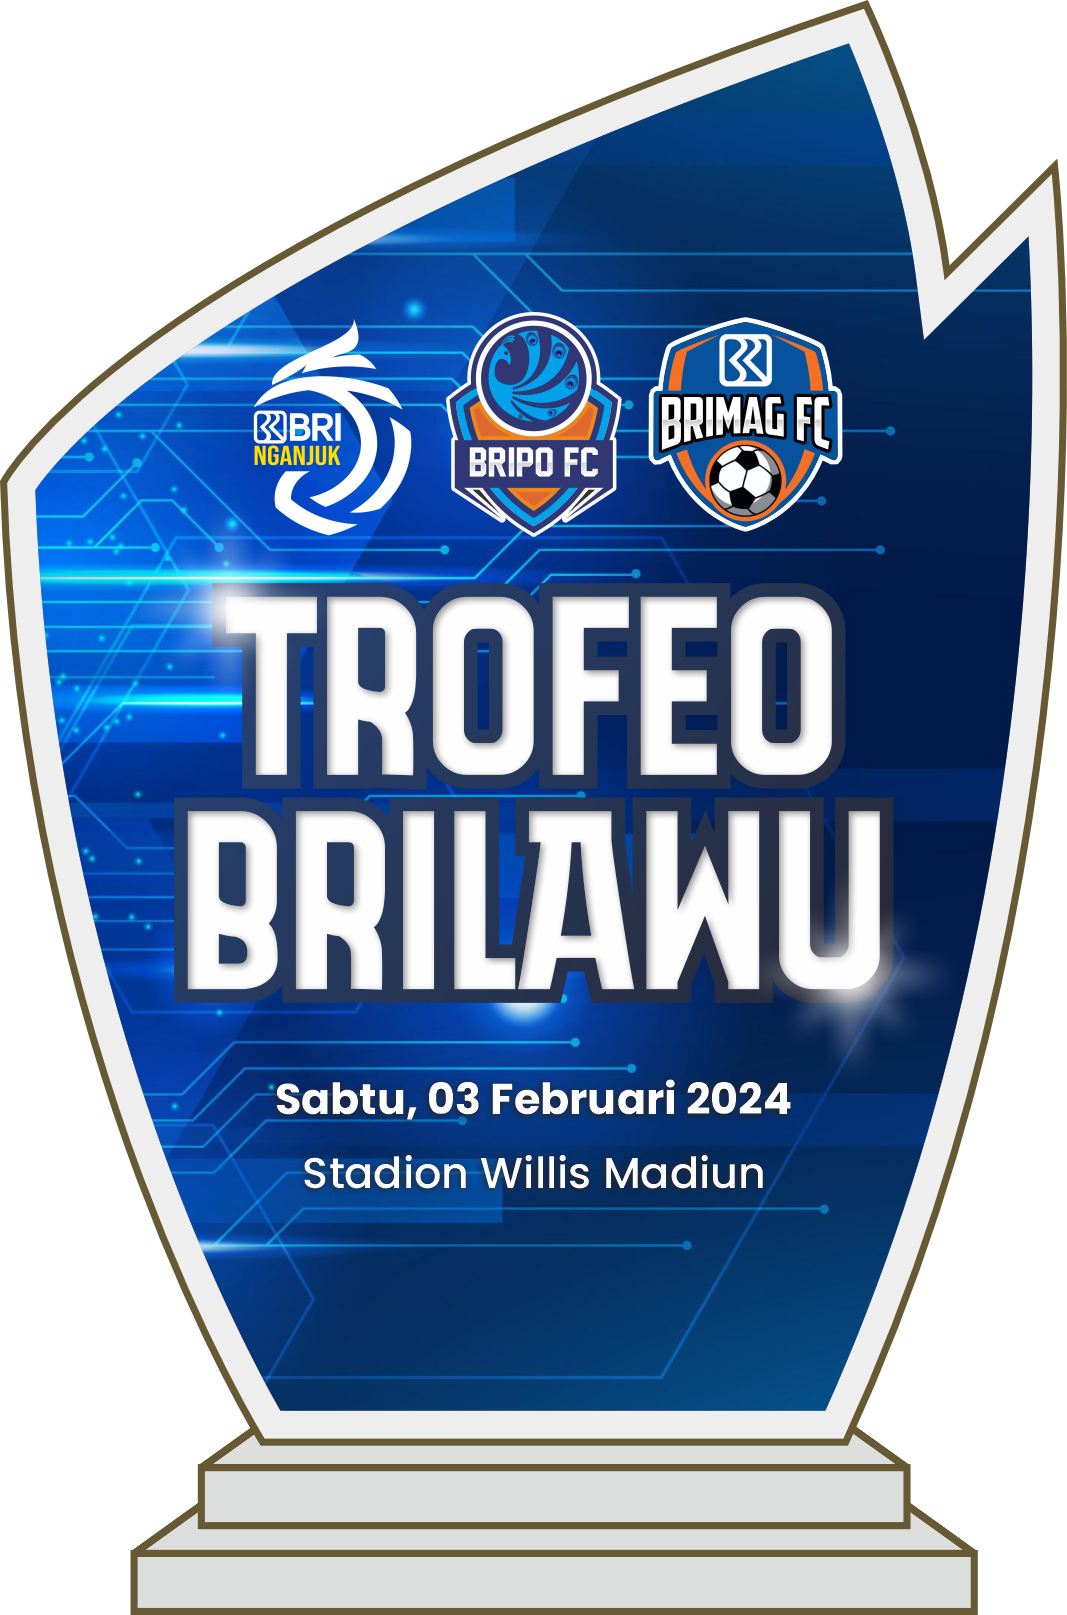 BRI
NGANJUK
BRIPO FC
BRIMAG FC
TROFEO
BRILAWU
Sabtu, 03 Februari 2024
Stadion Willis Madiun